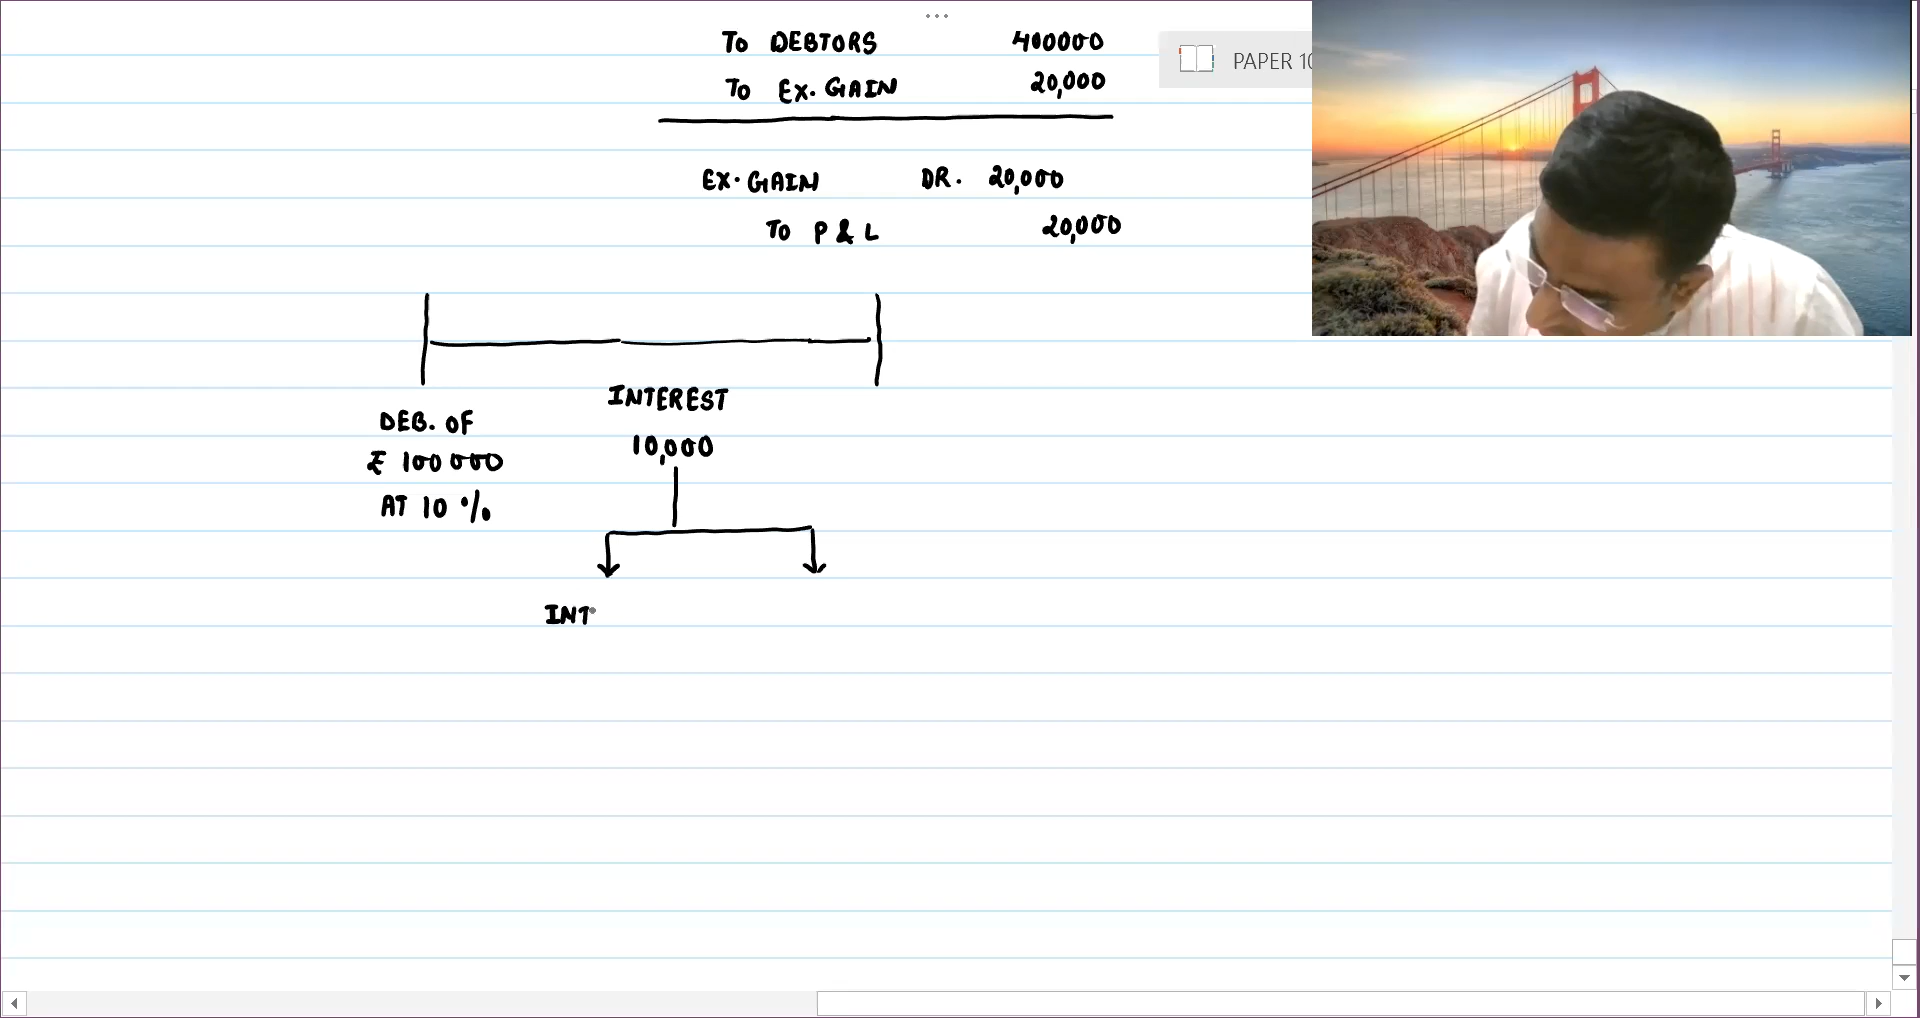 To DEBTORS 400000
PAPER 10
To EX. GAIN 20,000
EX. GAIN DR. 20,000
To P & L 20,000
INTEREST
DEB. OF
10,000
₹ 100000
AT 10 %
INT